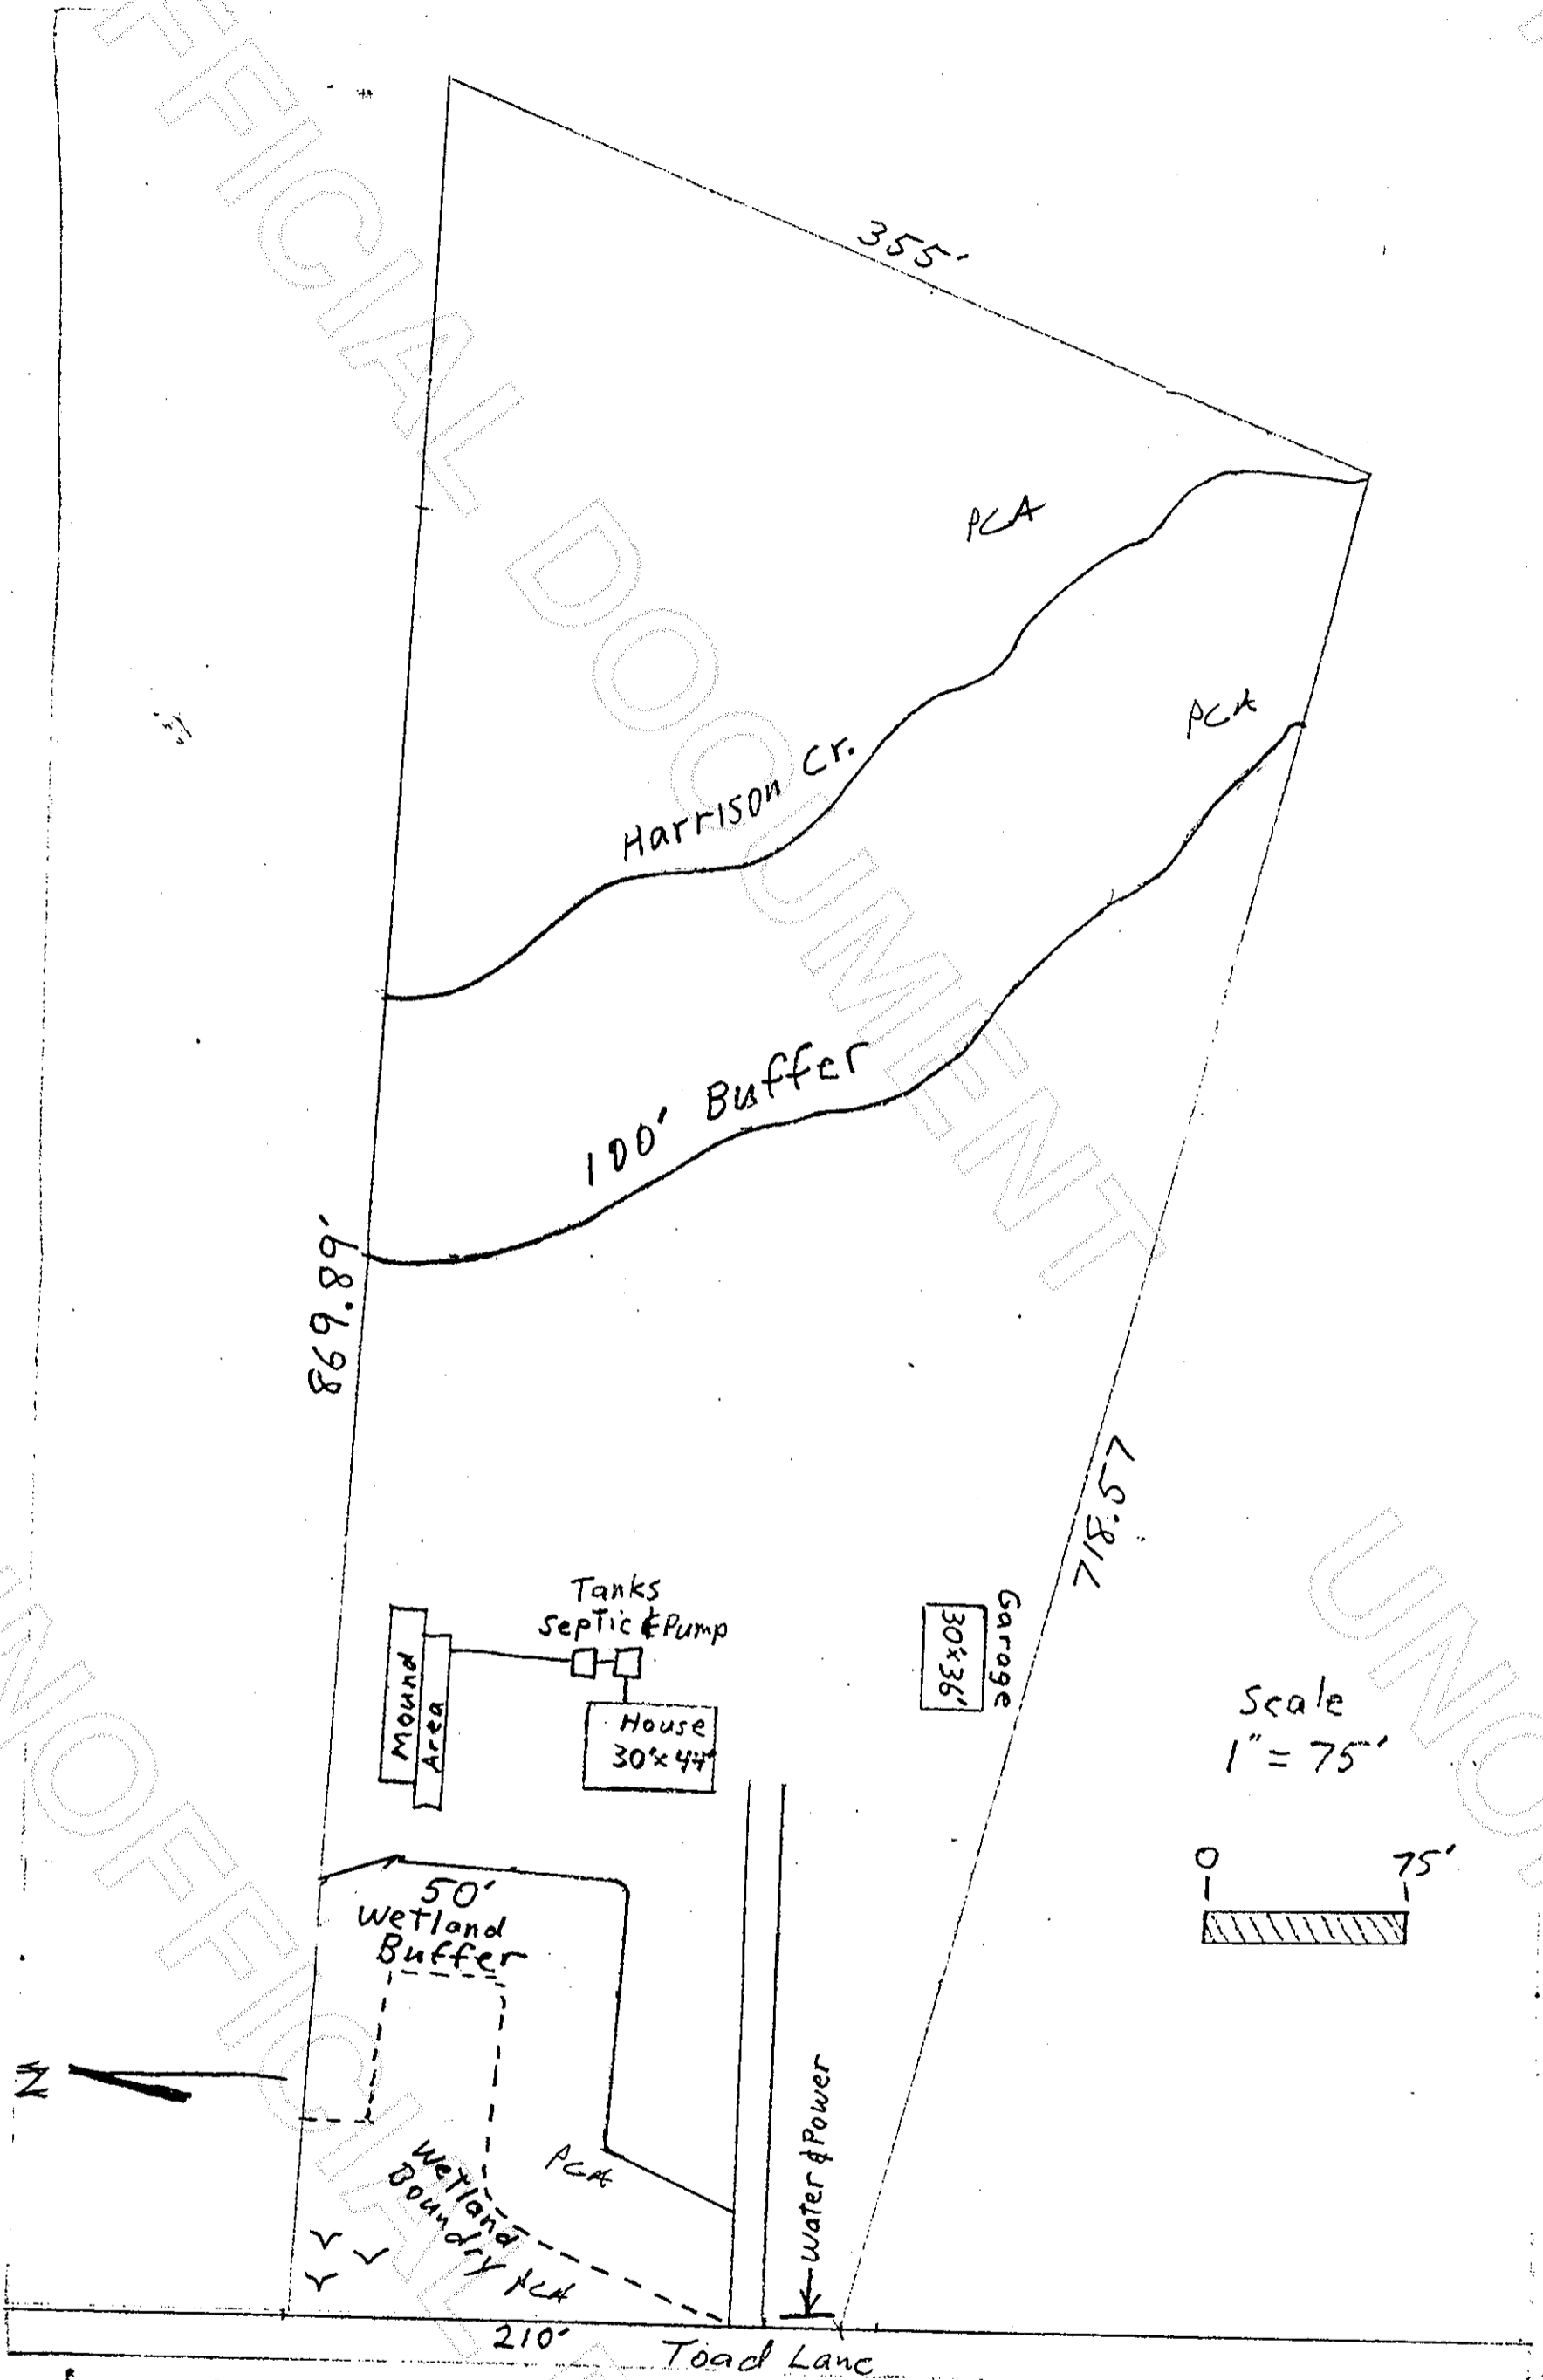 355'
PCA
PCA
Harrison Cr.
100' Buffer
869.89'
718.57
Tanks
Septic & Pump
Mound
Area
House
30'x44'
Garage
30'x36'
Scale
1" = 75'
0 75'
50'
Wetland
Buffer
N
PCA
Wetland
Boundry PCA
Water & Power
210'
Toad Lane
UNOFFICIAL DOCUMENT
UNOFFICIAL
UNO